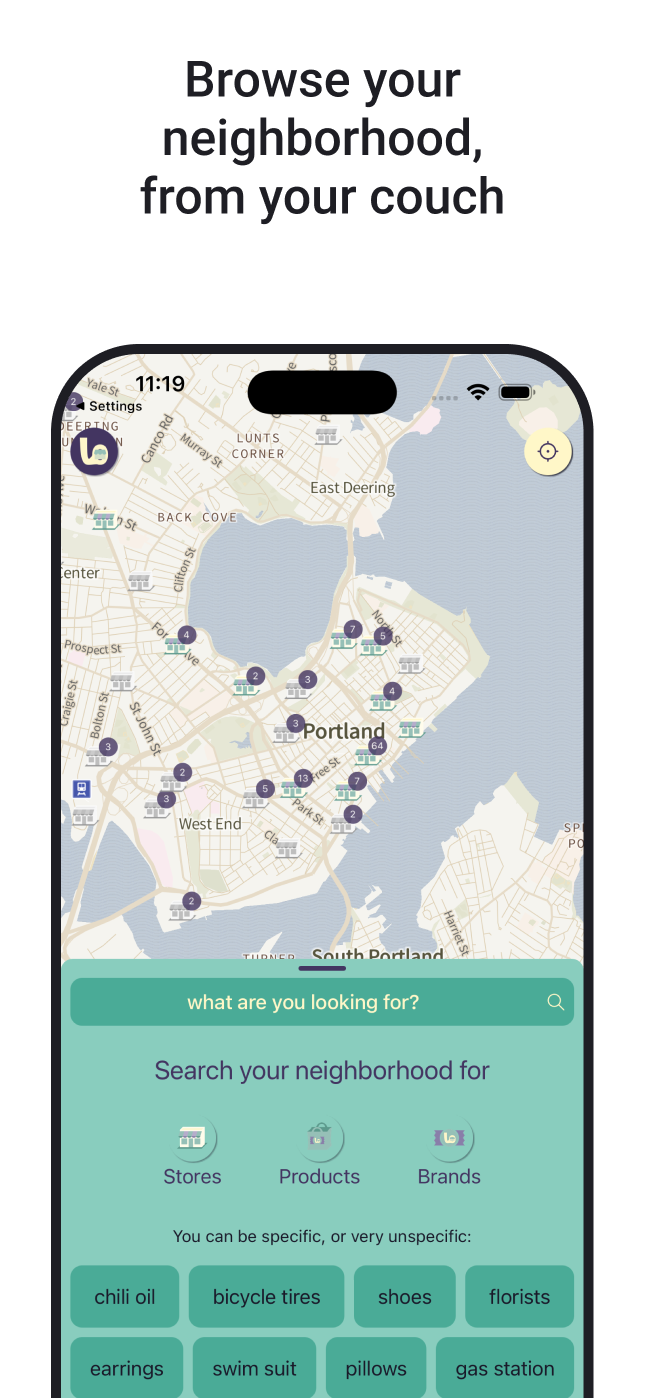 Browse your
neighborhood,
from your couch
11:19
Settings
Yale St
2
Canco Rd
Murray St
LUNTS
CORNER
East Deering
BACK COVE
Clifton St
4
7
North St
5
Prospect St
2
3
4
Craigie St
Bolton St
St John St
3
Portland
64
3
2
13
Free St
7
5
3
Park St
2
West End
2
Harriet St
TURNER
South Portland
what are you looking for?
Search your neighborhood for
Stores
Products
Brands
You can be specific, or very unspecific:
chili oil
bicycle tires
shoes
florists
earrings
swim suit
pillows
gas station